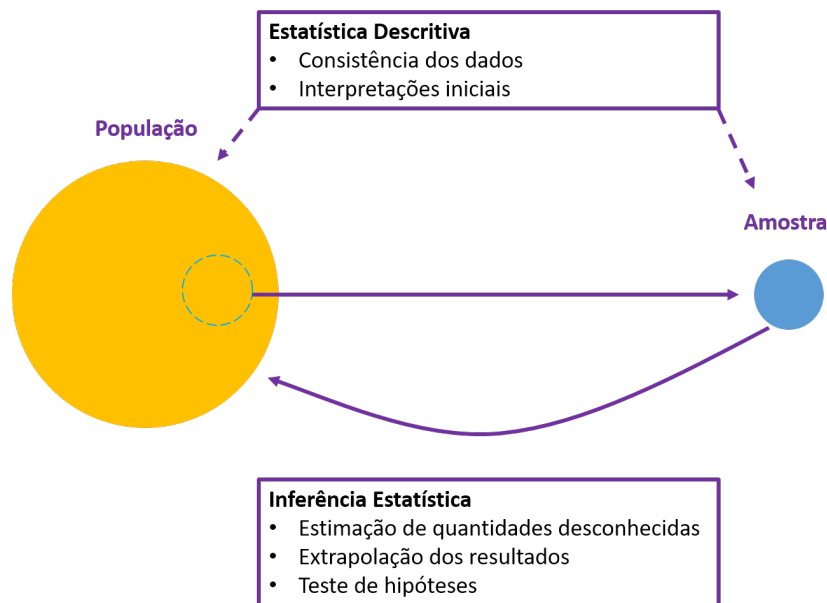 Estatística Descritiva
• Consistência dos dados
• Interpretações iniciais
População
Amostra
Inferência Estatística
• Estimação de quantidades desconhecidas
• Extrapolação dos resultados
• Teste de hipóteses